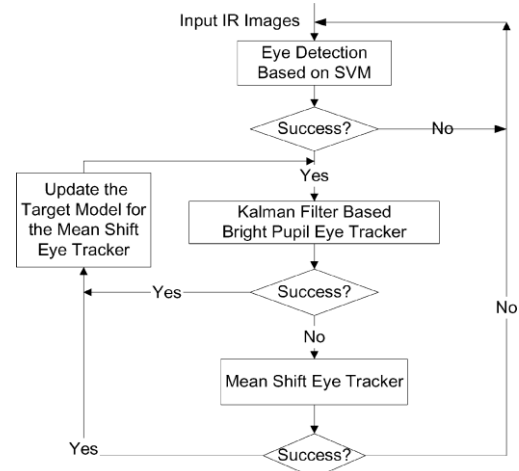 Input IR Images
Eye Detection
Based on SVM
Success?
No
Yes
Update the
Target Model for
the Mean Shift
Eye Tracker
Kalman Filter Based
Bright Pupil Eye Tracker
Yes
Success?
No
No
Mean Shift Eye Tracker
Yes
Success?